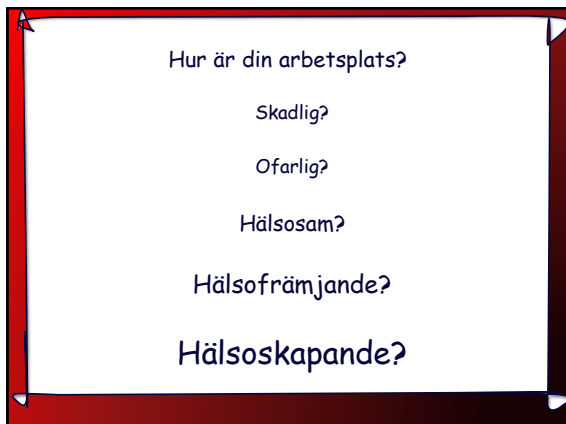 Hur är din arbetsplats?
Skadlig?
Ofarlig?
Hälsosam?
Hälsofrämjande?
Hälsoskapande?